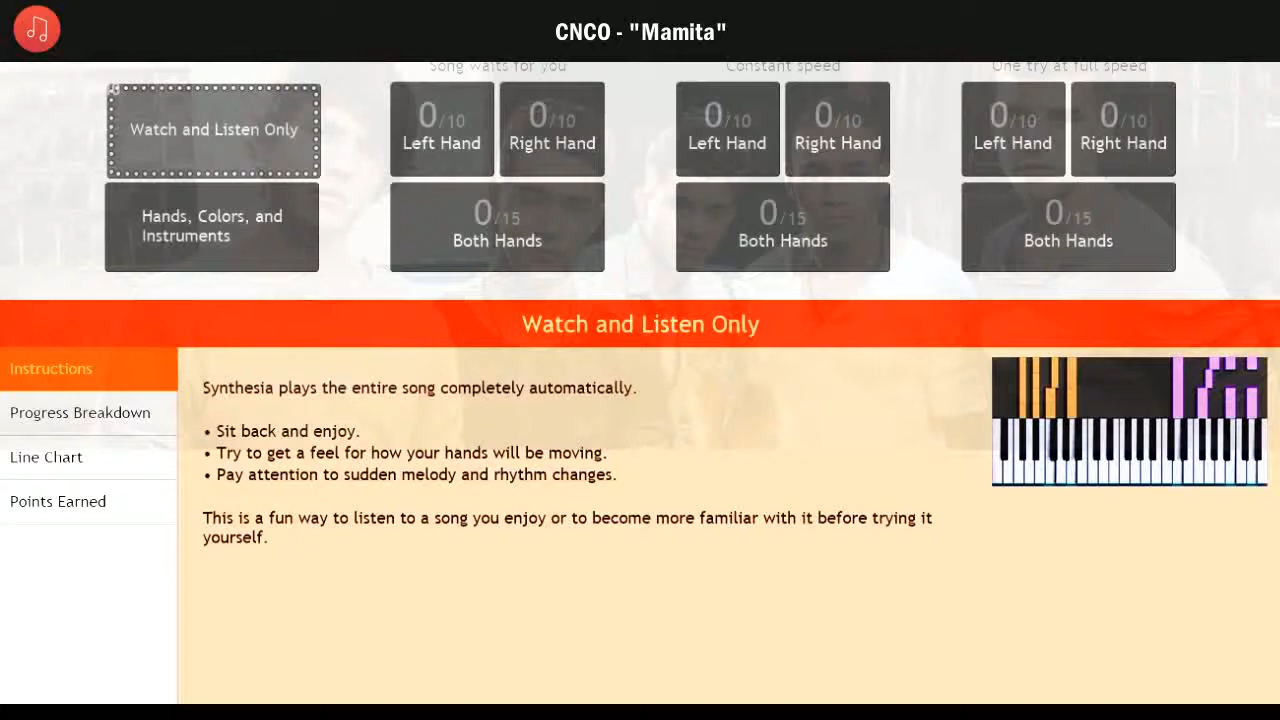 CNCO - "Mamita"
Song waits for you
Constant speed
One try at full speed
Watch and Listen Only
0/10
Left Hand
0/10
Right Hand
0/10
Left Hand
0/10
Right Hand
0/10
Left Hand
0/10
Right Hand
Hands, Colors, and
Instruments
0/15
Both Hands
0/15
Both Hands
0/15
Both Hands
Watch and Listen Only
Instructions
Progress Breakdown
Line Chart
Points Earned
Synthesia plays the entire song completely automatically.
• Sit back and enjoy.
• Try to get a feel for how your hands will be moving.
• Pay attention to sudden melody and rhythm changes.
This is a fun way to listen to a song you enjoy or to become more familiar with it before trying it
yourself.